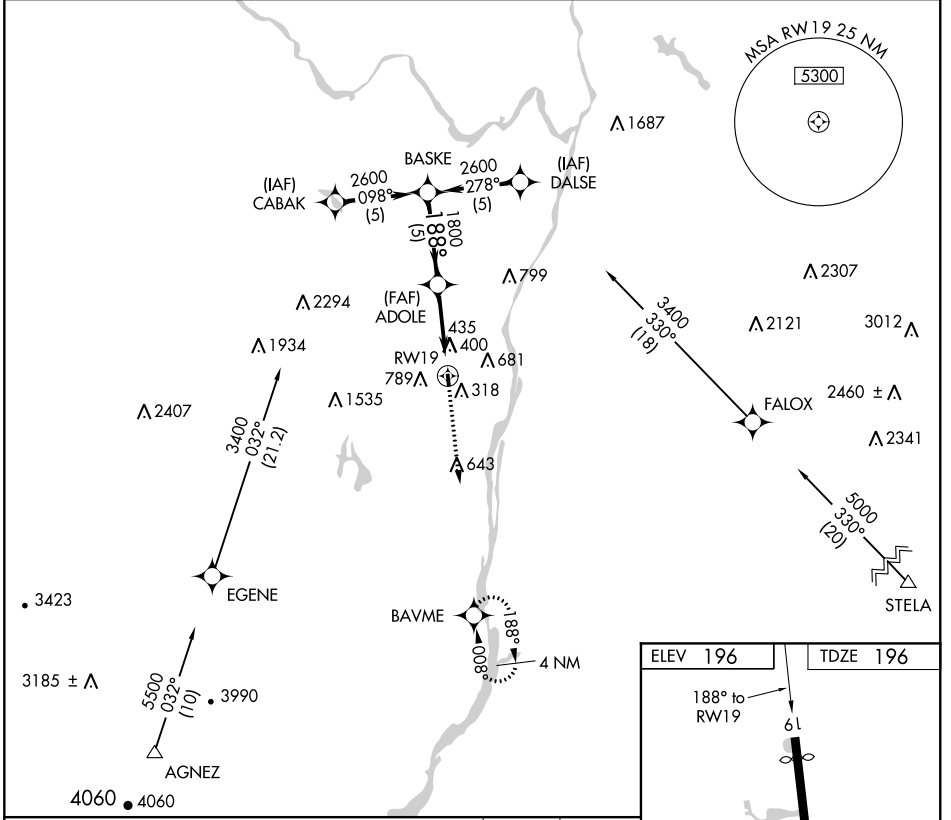 MSA RW19 25 NM
5300
1687
BASKE
(IAF)
DALSE
2600
278°
(5)
(IAF)
CABAK
2600
098°
(5)
1800
188°
(5)
799
2307
2294
(FAF)
ADOLE
435
400
3400
330°
(18)
2121
3012
1934
RW19
681
789
318
2460 ±
1535
FALOX
2407
2341
3400
032°
(21.2)
643
5000
330°
(20)
EGENE
STELA
3423
BAVME
188°
008°
4 NM
ELEV 196
TDZE 196
3185 ±
5500
032°
(10)
3990
188° to
RW19
19
AGNEZ
4060
4060